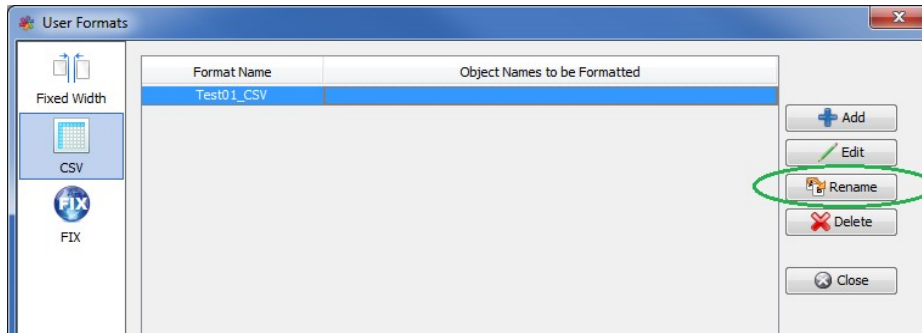 User Formats
Fixed Width
CSV
FIX
FIX
Format Name Object Names to be Formatted
Test01_CSV
Add
Edit
Rename
Delete
Close